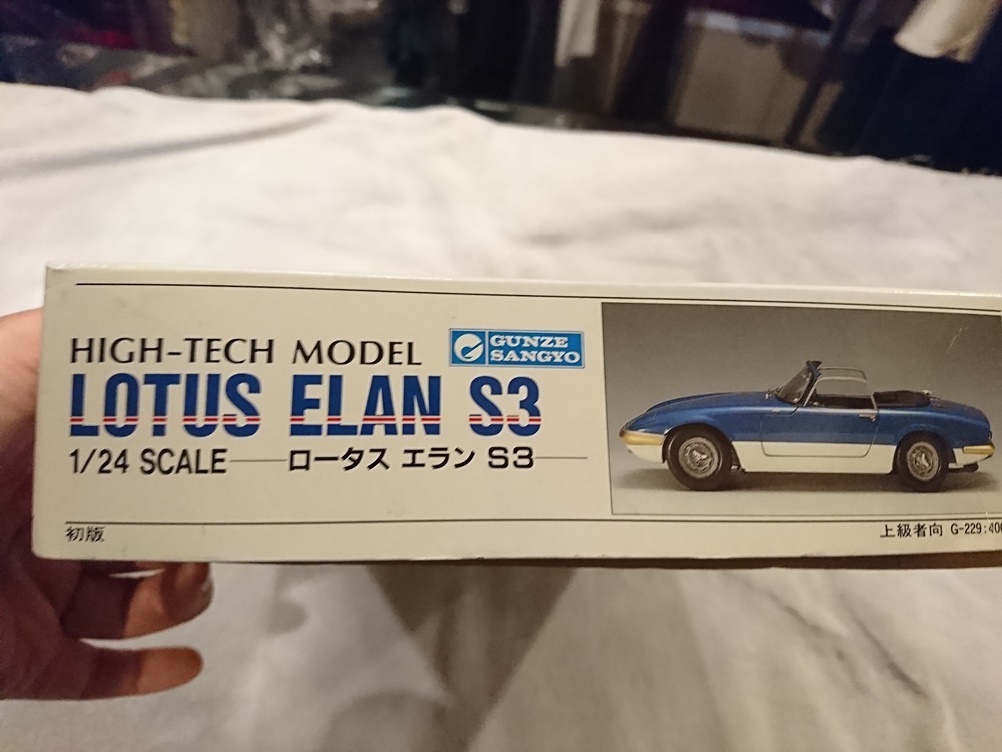 HIGH-TECH MODEL
GUNZE
SANGYO
LOTUS ELAN S3
1/24 SCALE ロータス エラン S3
初版
上級者向 G-229:400